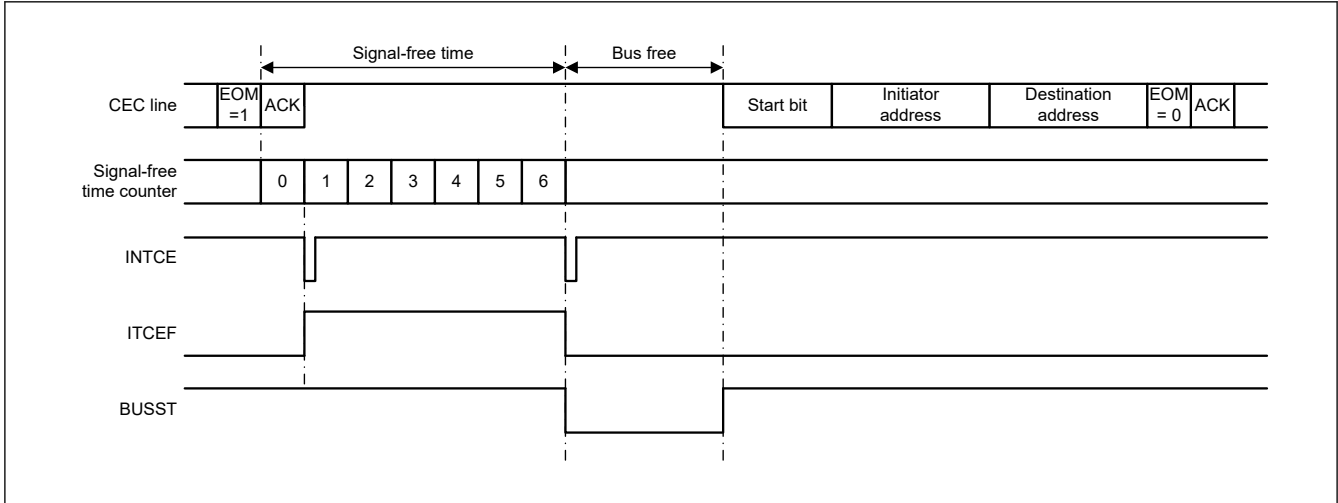 Signal-free time
Bus free
CEC line
EOM
=1
ACK
Start bit
Initiator
address
Destination
address
EOM
= 0
ACK
Signal-free
time counter
0 1 2 3 4 5 6
INTCE
ITCEF
BUSST